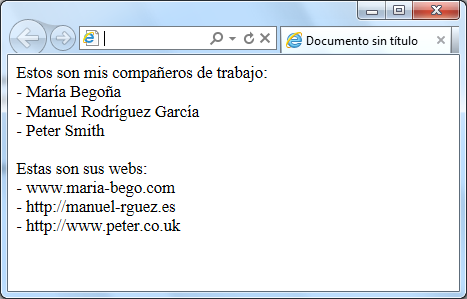 Documento sin título
Estos son mis compañeros de trabajo:
- María Begoña
- Manuel Rodríguez García
- Peter Smith
Estas son sus webs:
- www.maria-bego.com
- http://manuel-rguez.es
- http://www.peter.co.uk